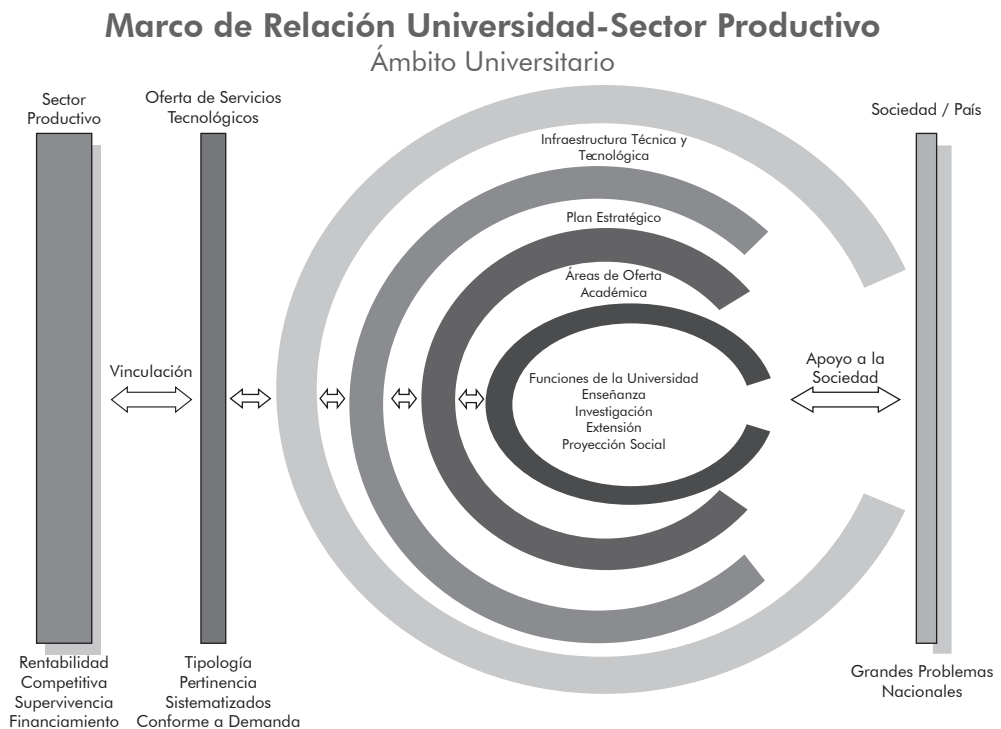 Marco de Relación Universidad-Sector Productivo
Ámbito Universitario
Sector
Productivo
Oferta de Servicios
Tecnológicos
Sociedad / País
Infraestructura Técnica y
Tecnológica
Plan Estratégico
Áreas de Oferta
Académica
Vinculación
Funciones de la Universidad
Enseñanza
Investigación
Extensión
Proyección Social
Apoyo a la
Sociedad
Rentabilidad
Competitiva
Supervivencia
Financiamiento
Tipología
Pertinencia
Sistematizados
Conforme a Demanda
Grandes Problemas
Nacionales